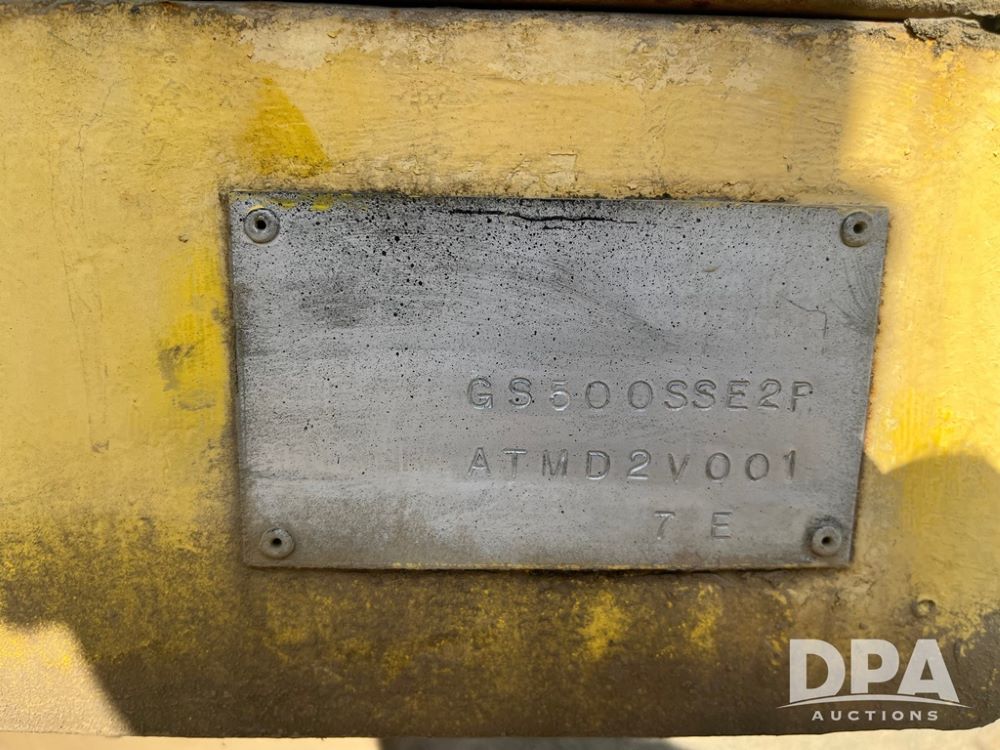 GS500SSE2P
ATMD2V001
7 E
DPA
AUCTIONS